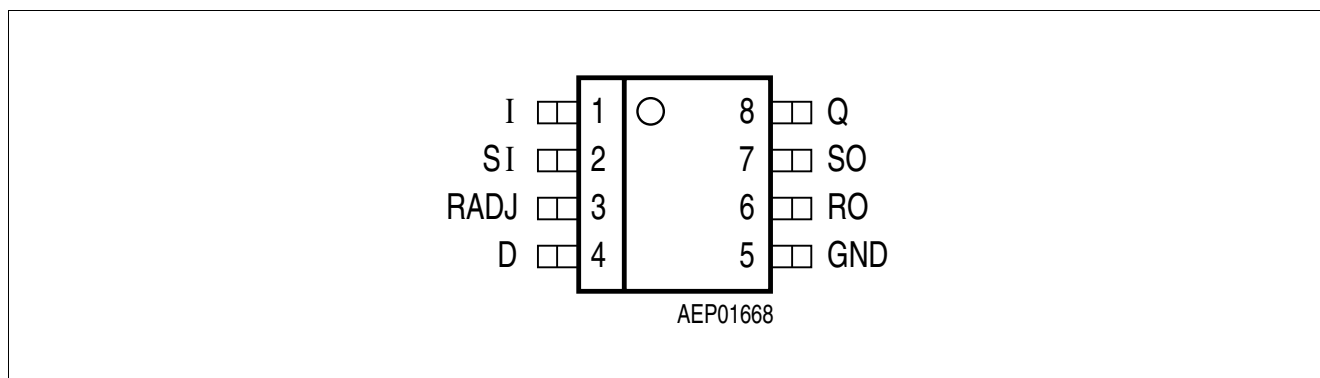 I 1 8 Q
SI 2 7 SO
RADJ 3 6 RO
D 4 5 GND
AEP01668